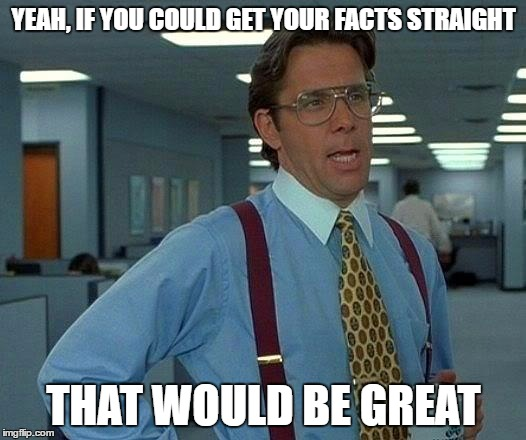 YEAH, IF YOU COULD GET YOUR FACTS STRAIGHT
THAT WOULD BE GREAT
imgflip.com